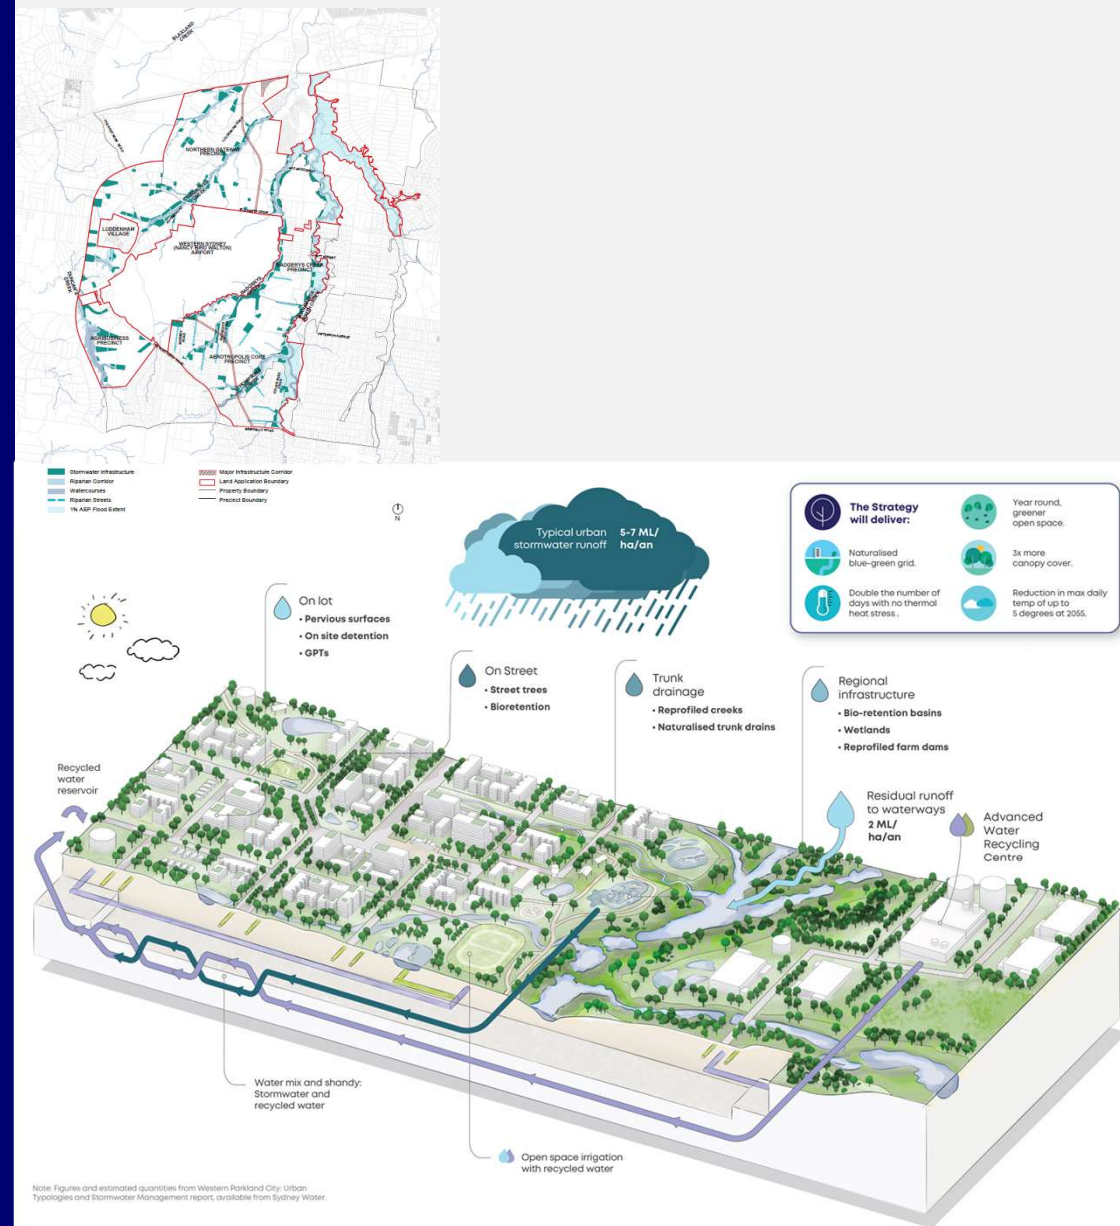 BLAXLAND
CREEK
NORTHERN GATEWAY
PRECINCT
LUDDENHAM
VILLAGE
WESTERN SYDNEY
(NANCY BIRD WALTON)
AIRPORT
BADGERYS CREEK
PRECINCT
DUNCANS
CREEK
AGRIBUSINESS
PRECINCT
AEROTROPOLIS CORE
PRECINCT
Stormwater Infrastructure
Riparian Corridor
Watercourses
Riparian Streets
1% AEP Flood Extent
Major Infrastructure Corridor
Land Application Boundary
Property Boundary
Precinct Boundary
N
Typical urban
stormwater runoff
5-7 ML/
ha/an
The Strategy
will deliver:
Naturalised
blue-green grid.
Double the number of
days with no thermal
heat stress .
Year round,
greener
open space.
3x more
canopy cover.
Reduction in max daily
temp of up to
5 degrees at 2055.
On lot
• Pervious surfaces
• On site detention
• GPTs
On Street
• Street trees
• Bioretention
Trunk
drainage
• Reprofiled creeks
• Naturalised trunk drains
Regional
infrastructure
• Bio-retention basins
• Wetlands
• Reprofiled farm dams
Recycled
water
reservoir
Residual runoff
to waterways
2 ML/
ha/an
Advanced
Water
Recycling
Centre
Water mix and shandy:
Stormwater and
recycled water
Open space irrigation
with recycled water
Note: Figures and estimated quantities from Western Parkland City: Urban
Typologies and Stormwater Management report, available from Sydney Water.